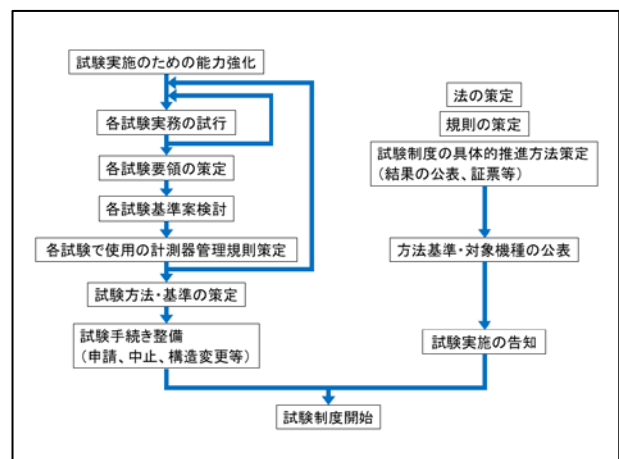 試験実施のための能力強化
各試験実務の試行
各試験要領の策定
各試験基準案検討
各試験で使用の計測器管理規則策定
試験方法・基準の策定
試験手続き整備
(申請、中止、構造変更等)
法の策定
規則の策定
試験制度の具体的推進方法策定
(結果の公表、証票等)
方法基準・対象機種の公表
試験実施の告知
試験制度開始